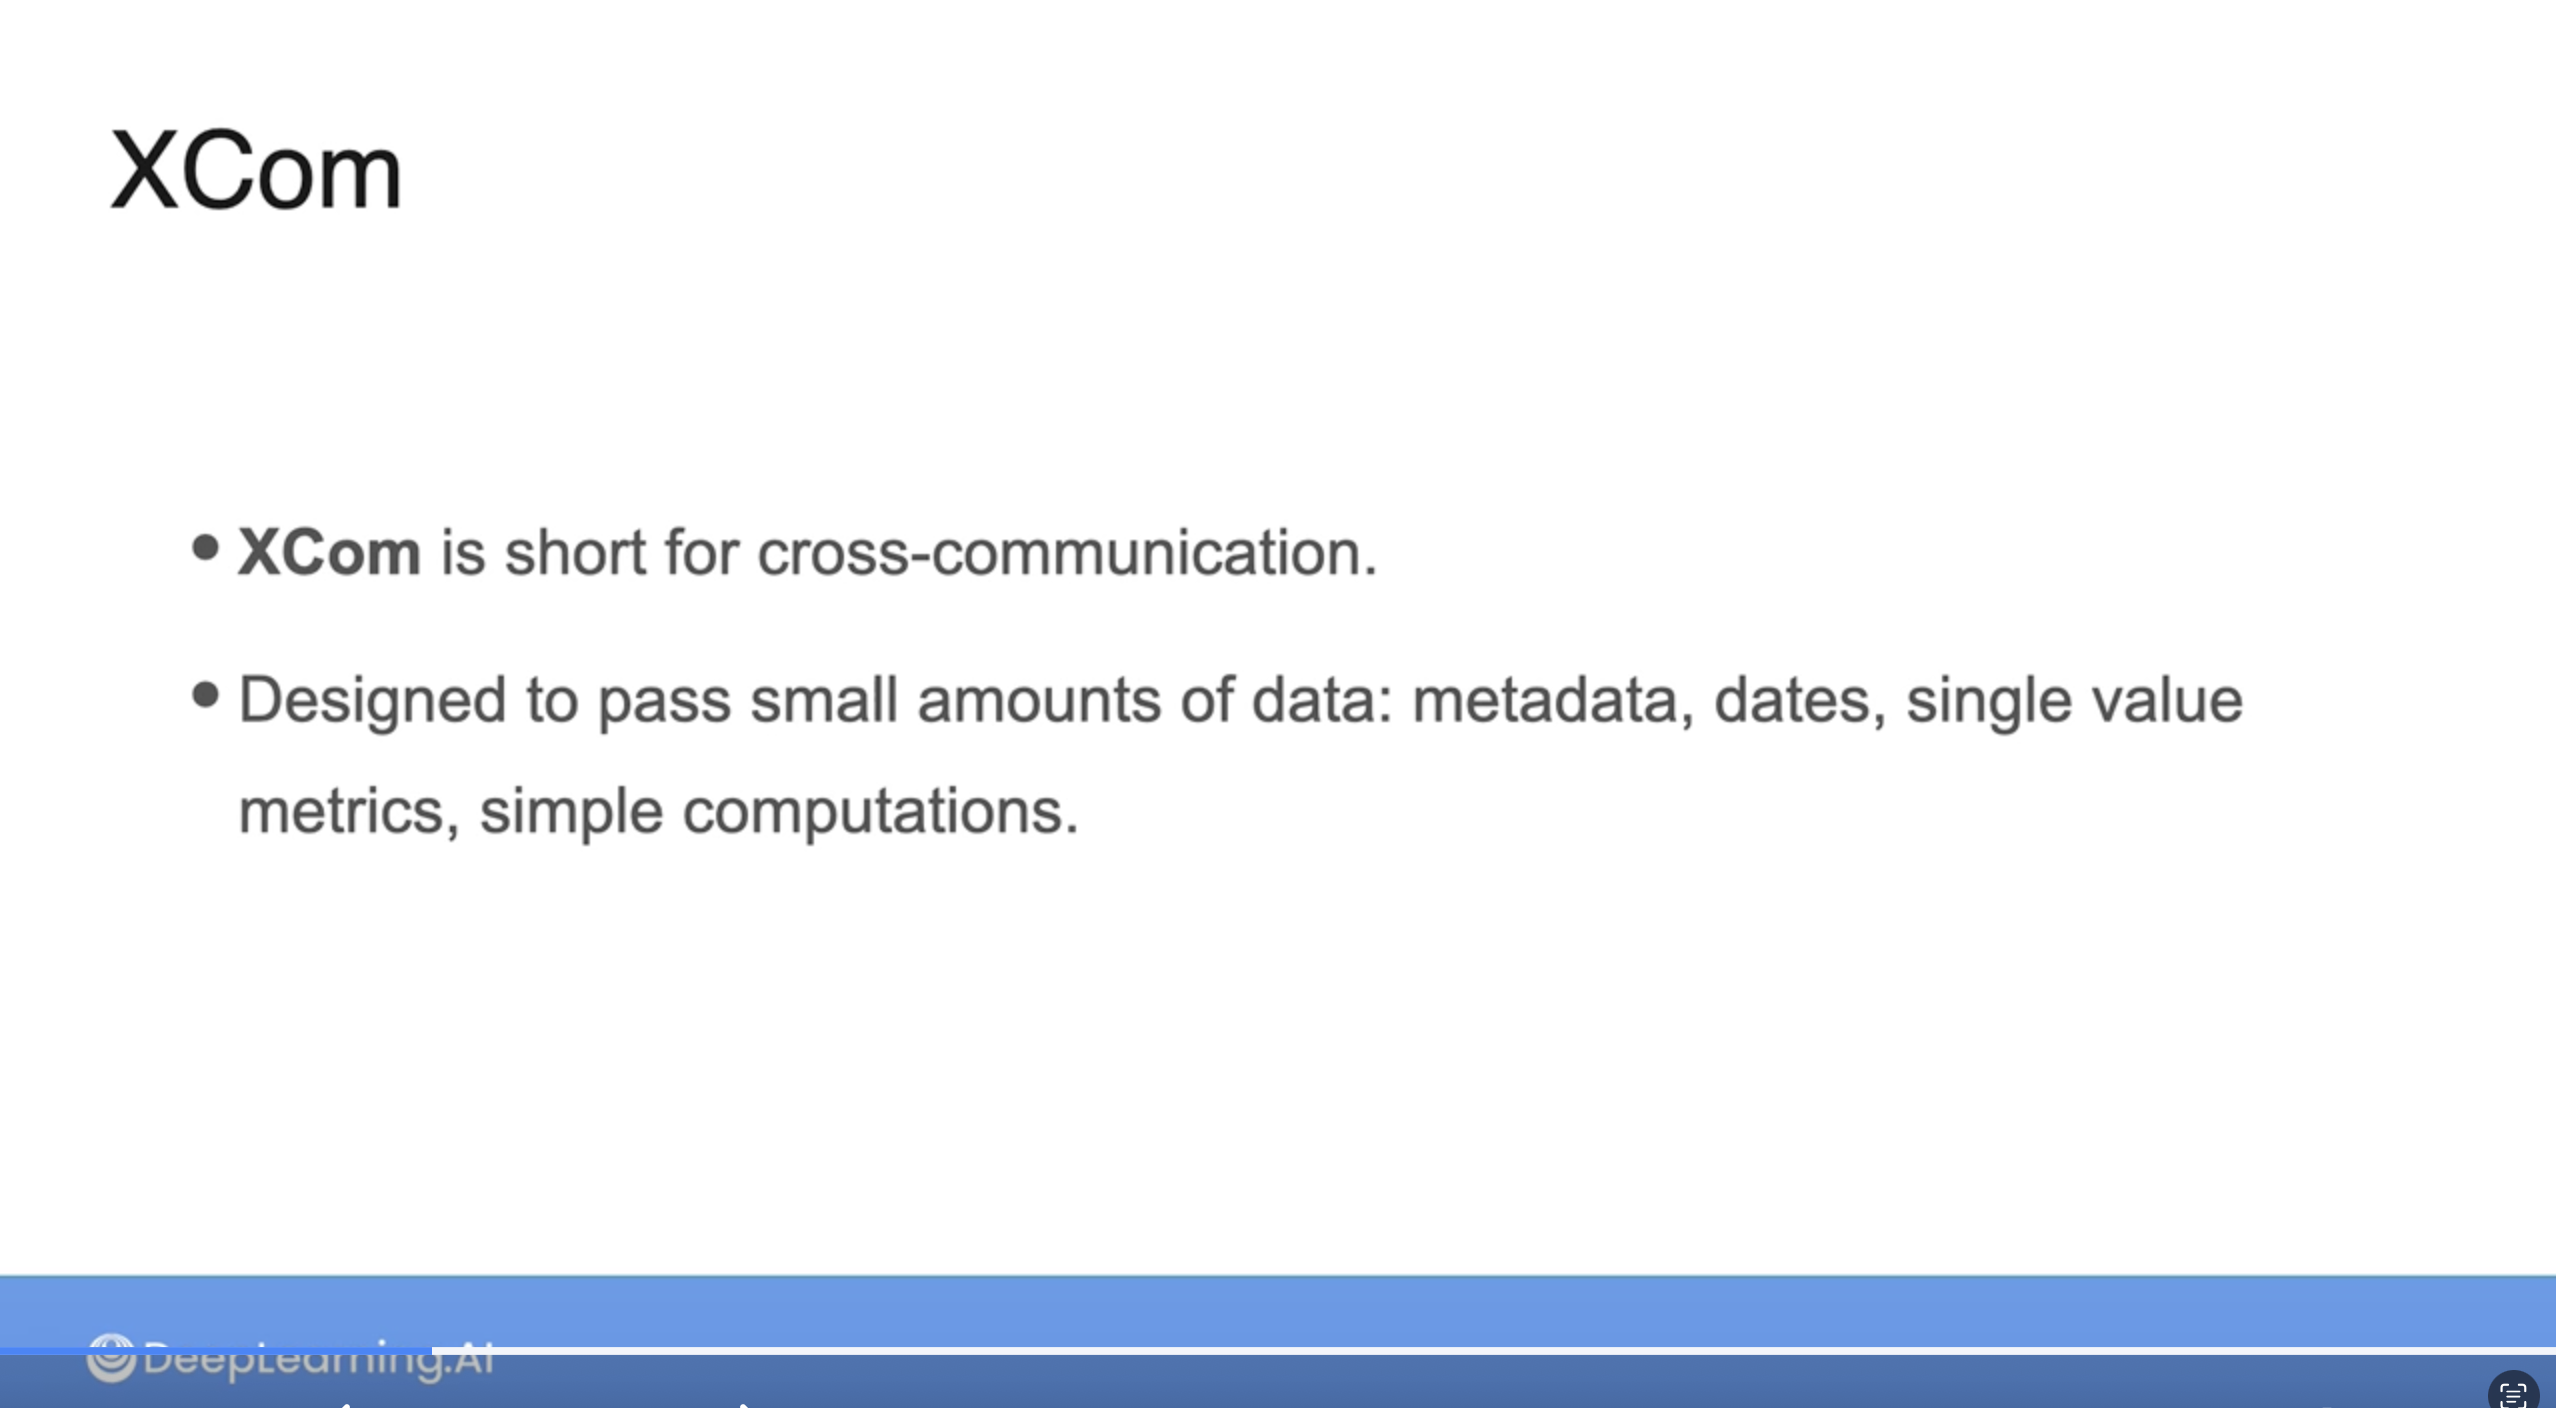 XCom
• XCom is short for cross-communication.
• Designed to pass small amounts of data: metadata, dates, single value
metrics, simple computations.
DeepLearning.AI